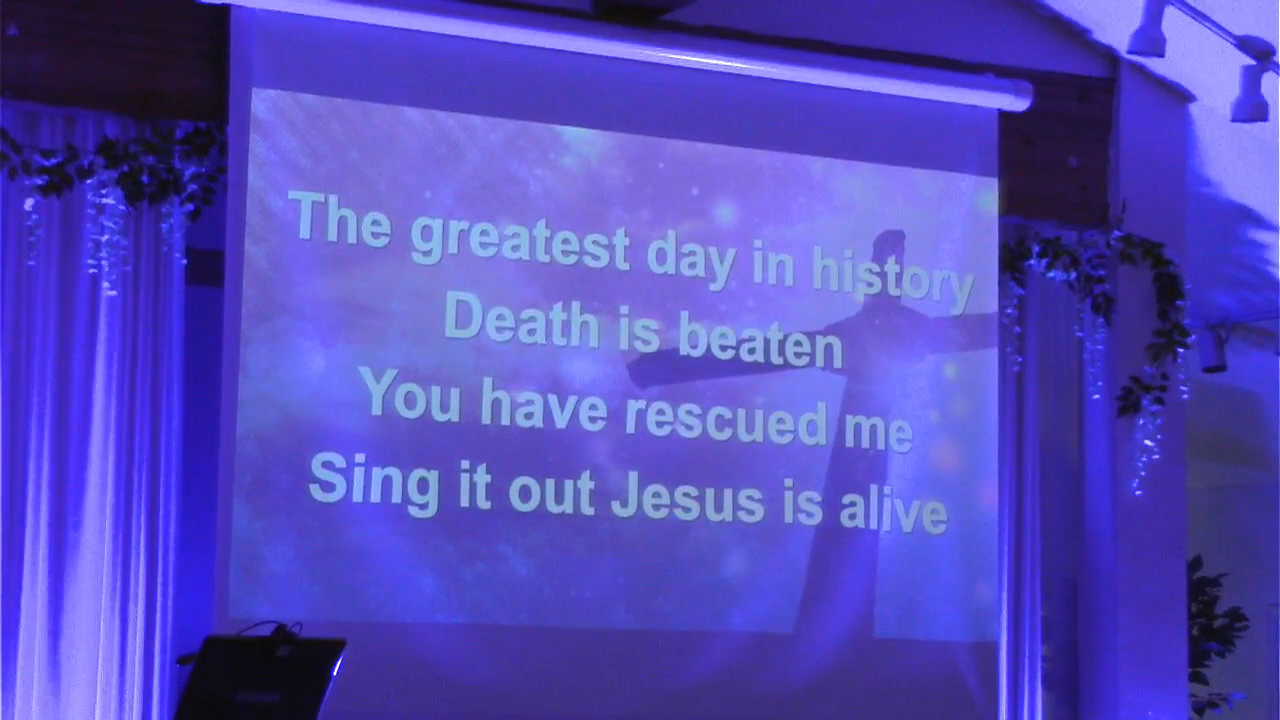 The greatest day in history
Death is beaten
You have rescued me
Sing it out Jesus is alive